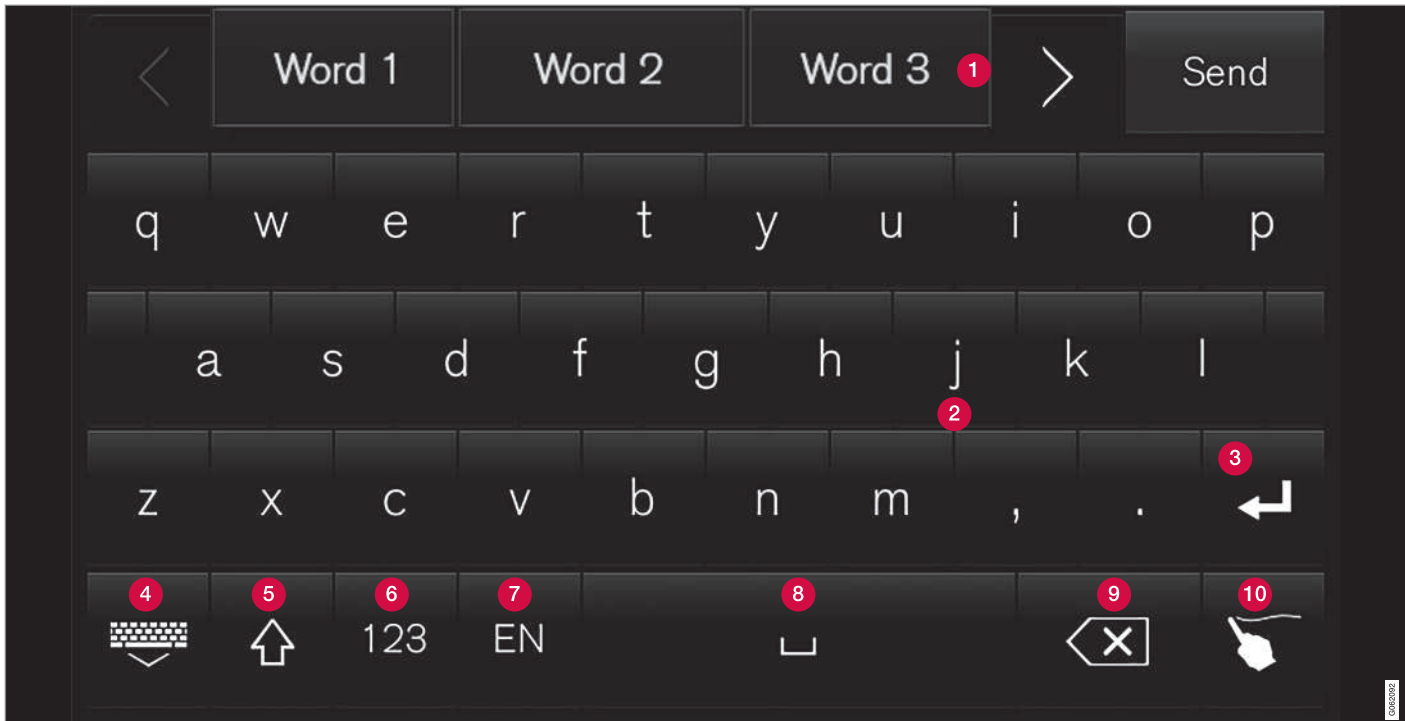 Word 1 Word 2 Word 3 1 Send
q w e r t y u i o p
a s d f g h j k l
2
z x c v b n m , . 3
4 5 6 7 8 9 10
123 EN
G062092